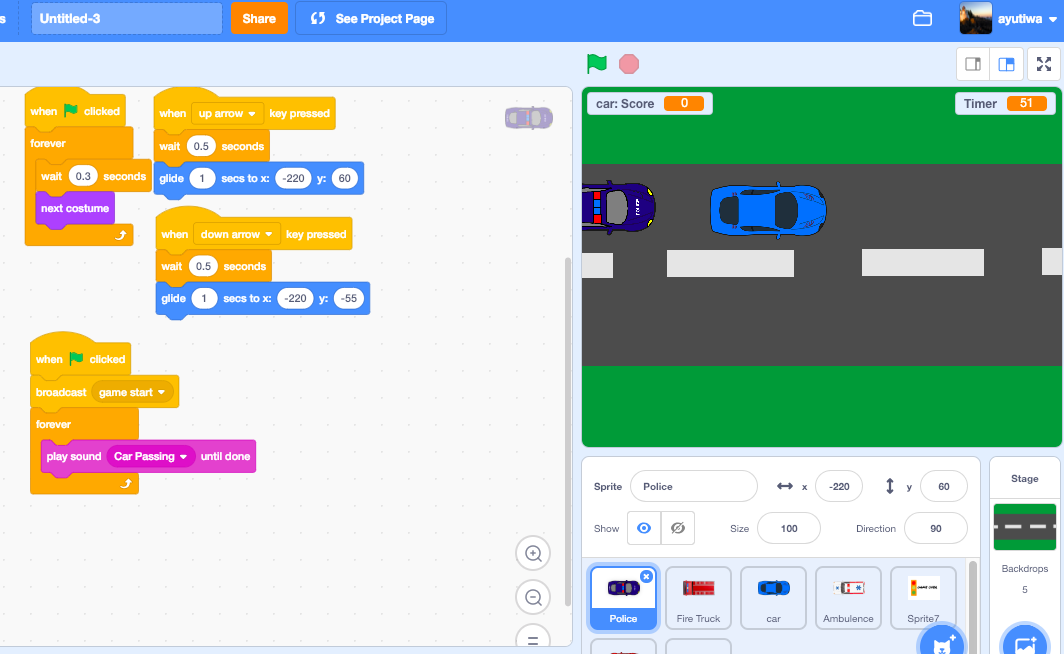 s
Untitled-3
Share
See Project Page
ayutiwa
when clicked
forever
wait 0.3 seconds
next costume
when up arrow key pressed
wait 0.5 seconds
glide 1 secs to x: -220 y: 60
when down arrow key pressed
wait 0.5 seconds
glide 1 secs to x: -220 y: -55
when clicked
broadcast game start
forever
play sound Car Passing until done
car: Score 0
Timer 51
Sprite Police x -220 y 60
Show Size 100 Direction 90
Stage
Backdrops
5
Police
Fire Truck
car
Ambulence
Sprite7